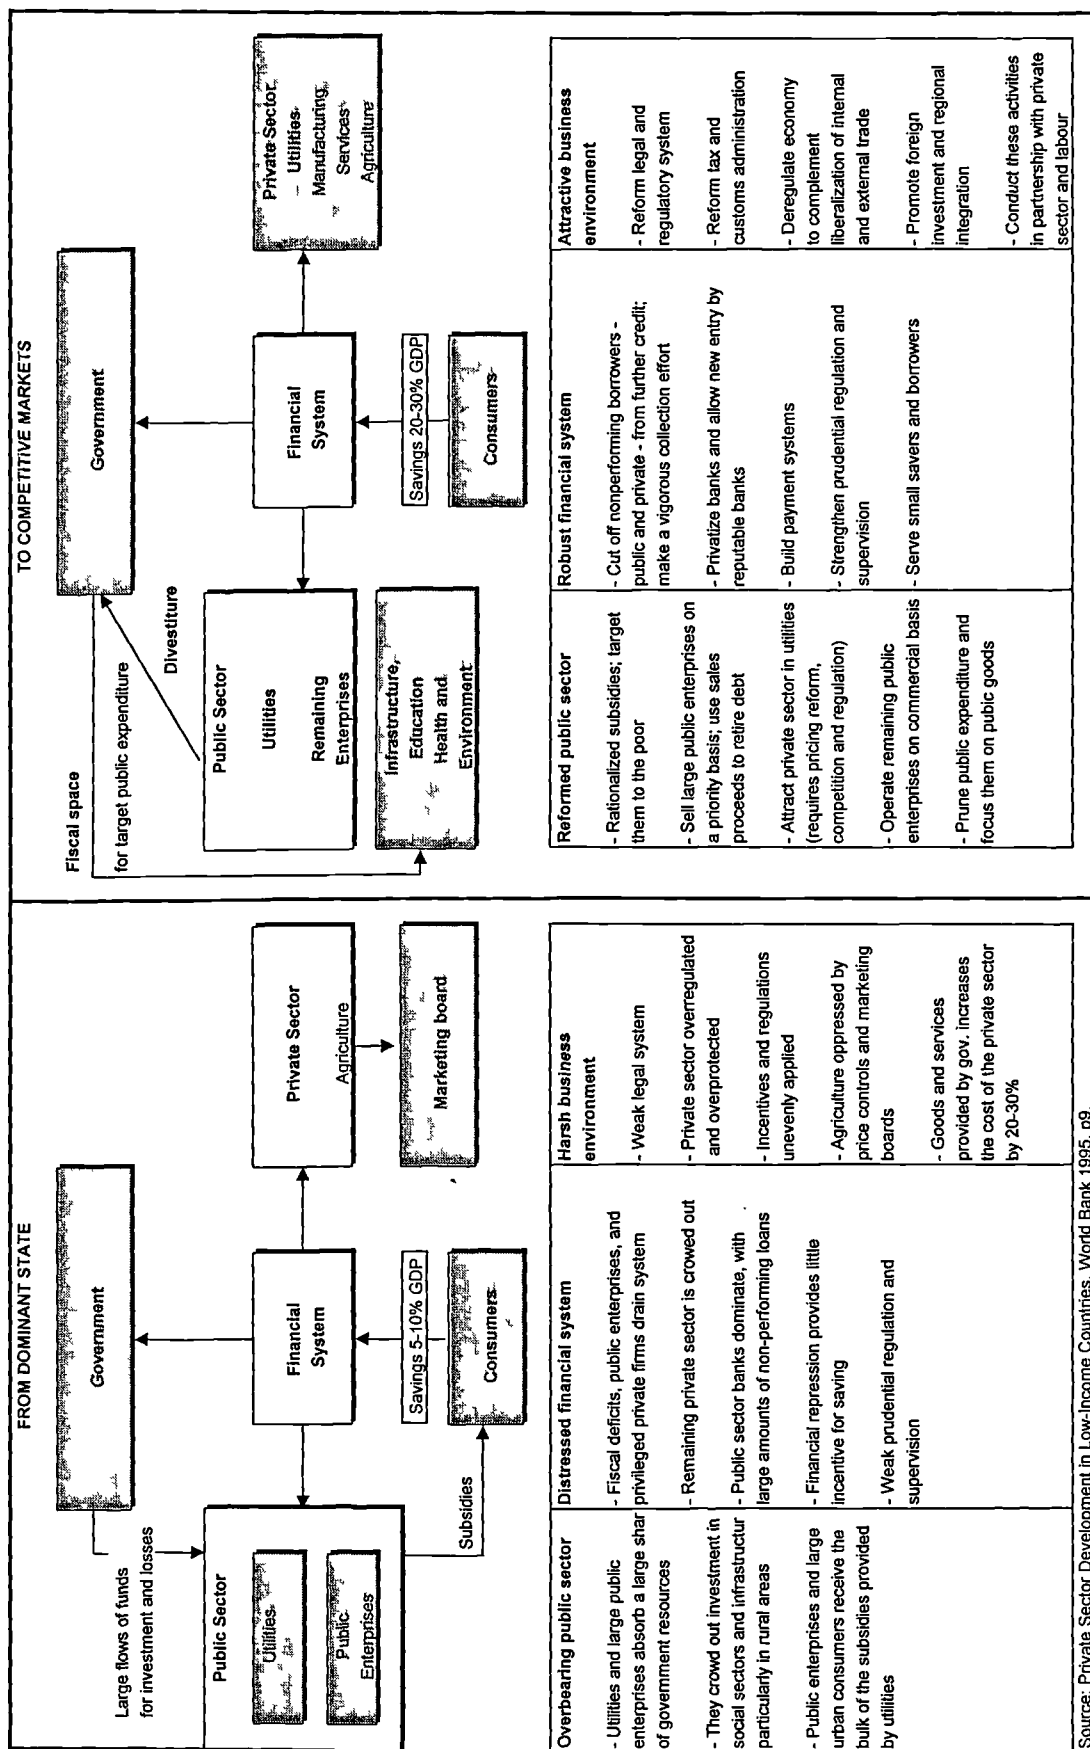 FROM DOMINANT STATE
Government
Large flows of funds
for investment and losses
Public Sector
Utilities
Public
Enterprises
Financial
System
Private Sector
Agriculture
Marketing board
Savings 5-10% GDP
Subsidies
Consumers
Overbearing public sector
- Utilities and large public
enterprises absorb a large shar
of government resources
- They crowd out investment in
social sectors and infrastructur
particularly in rural areas
- Public enterprises and large
urban consumers receive the
bulk of the subsidies provided
by utilities
Distressed financial system
- Fiscal deficits, public enterprises, and
privileged private firms drain system
- Remaining private sector is crowed out
- Public sector banks dominate, with
large amounts of non-performing loans
- Financial repression provides little
incentive for saving
- Weak prudential regulation and
supervision
Harsh business
environment
- Weak legal system
- Private sector overregulated
and overprotected
- Incentives and regulations
unevenly applied
- Agriculture oppressed by
price controls and marketing
boards
- Goods and services
provided by gov. increases
the cost of the private sector
by 20-30%
TO COMPETITIVE MARKETS
Government
Fiscal space
for target public expenditure
Divestiture
Public Sector
Utilities
Remaining
Enterprises
Financial
System
Private Sector
Utilities
Manufacturing
Services
Agriculture
Infrastructure,
Education
Health and
Environment
Savings 20-30% GDP
Consumers
Reformed public sector
- Rationalized subsidies; target
them to the poor
- Sell large public enterprises on
a priority basis; use sales
proceeds to retire debt
- Attract private sector in utilities
(requires pricing reform,
competition and regulation)
- Operate remaining public
enterprises on commercial basis
- Prune public expenditure and
focus them on pubic goods
Robust financial system
- Cut off nonperforming borrowers -
public and private - from further credit;
make a vigorous collection effort
- Privatize banks and allow new entry by
reputable banks
- Build payment systems
- Strengthen prudential regulation and
supervision
- Serve small savers and borrowers
Attractive business
environment
- Reform legal and
regulatory system
- Reform tax and
customs administration
- Deregulate economy
to complement
liberalization of internal
and external trade
- Promote foreign
investment and regional
integration
- Conduct these activities
in partnership with private
sector and labour
Source: Private Sector Development in Low-Income Countries, World Bank 1995, p9.